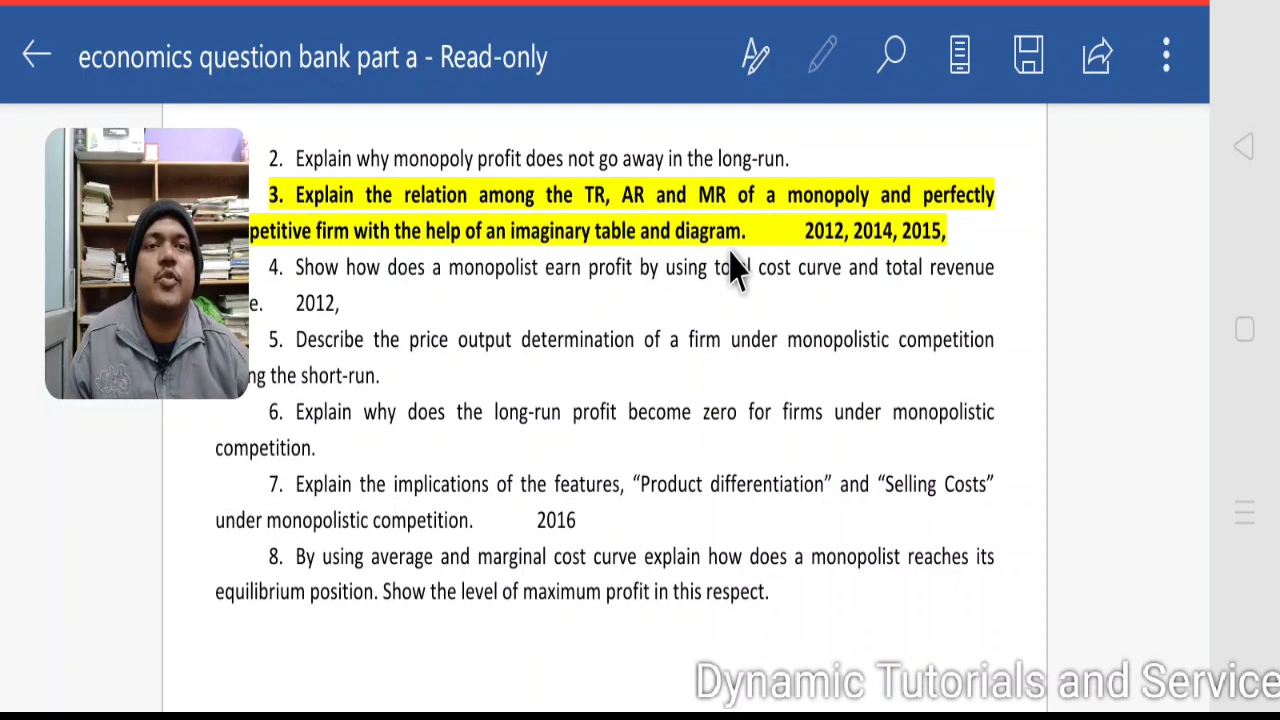 economics question bank part a - Read-only
2. Explain why monopoly profit does not go away in the long-run.
3. Explain the relation among the TR, AR and MR of a monopoly and perfectly
petitive firm with the help of an imaginary table and diagram. 2012, 2014, 2015,
4. Show how does a monopolist earn profit by using cost curve and total revenue
e. 2012,
5. Describe the price output determination of a firm under monopolistic competition
ng the short-run.
6. Explain why does the long-run profit become zero for firms under monopolistic
competition.
7. Explain the implications of the features, “Product differentiation” and “Selling Costs”
under monopolistic competition. 2016
8. By using average and marginal cost curve explain how does a monopolist reaches its
equilibrium position. Show the level of maximum profit in this respect.
Dynamic Tutorials and Service